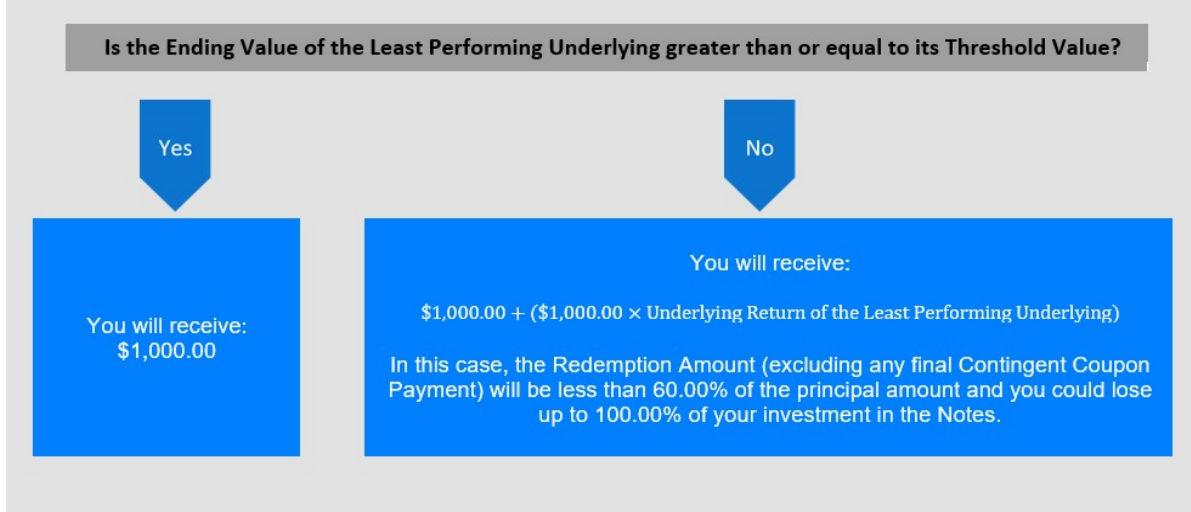 Is the Ending Value of the Least Performing Underlying greater than or equal to its Threshold Value?
Yes
No
You will receive:
$1,000.00
You will receive:
$1,000.00 + ($1,000.00 × Underlying Return of the Least Performing Underlying)
In this case, the Redemption Amount (excluding any final Contingent Coupon
Payment) will be less than 60.00% of the principal amount and you could lose
up to 100.00% of your investment in the Notes.